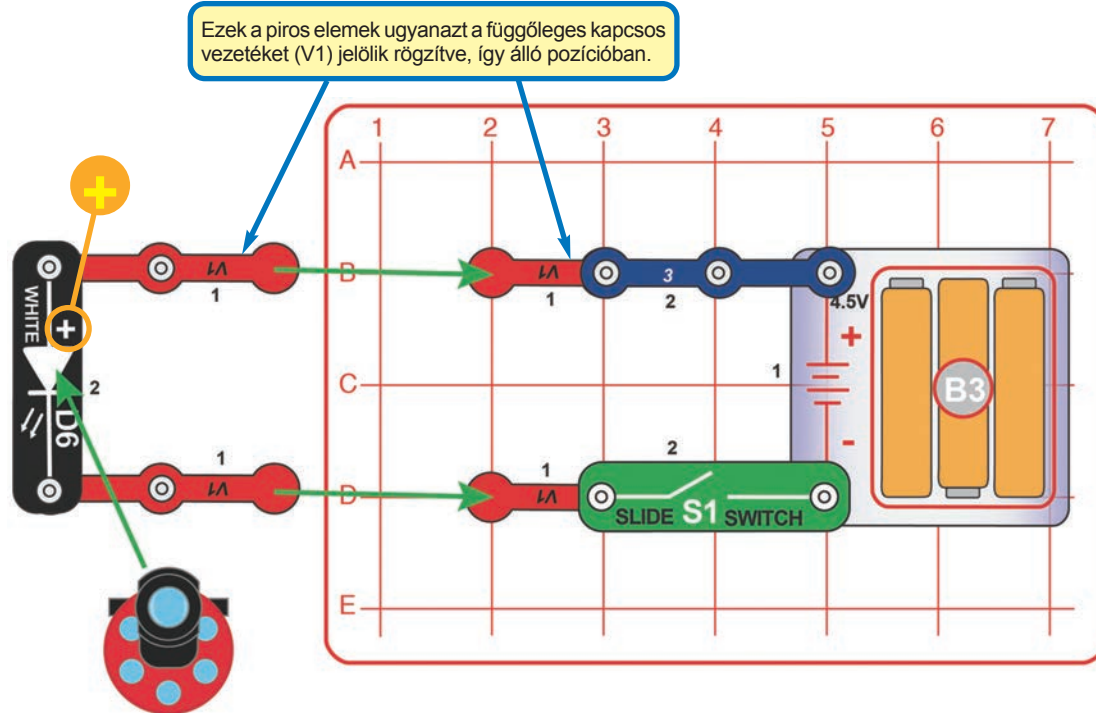 Ezek a piros elemek ugyanazt a függőleges kapcsos
vezetéket (V1) jelölik rögzítve, így álló pozícióban.
1 2 3 4 5 6 7
A
+
V1
1
B
V1
1
3
2
4.5V
WHITE
+
+
C
1
B3
2
D6
-
1
V1
D
1
V1
2
SLIDE S1 SWITCH
E